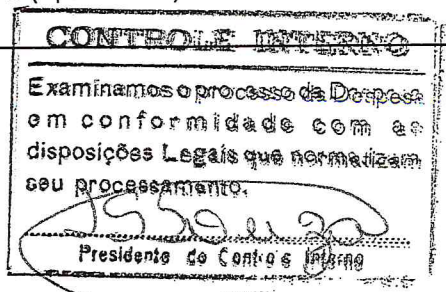 CONTROLE INTERNO
Examinamos o processo da Despesa
em conformidade com as
disposições Legais que normatizam
seu processamento.
Presidente do Controle Interno